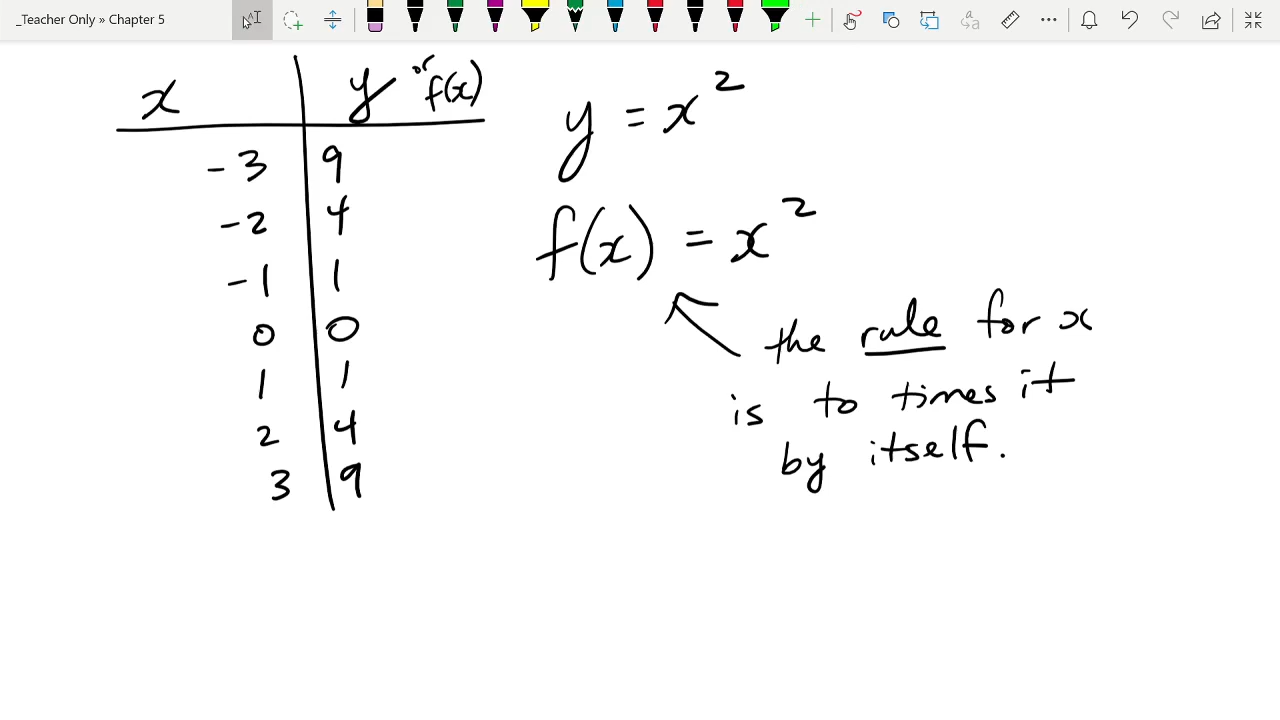 _Teacher Only » Chapter 5
x | y or f(x)
-3 | 9
-2 | 4
-1 | 1
0 | 0
1 | 1
2 | 4
3 | 9
y = x²
f(x) = x²
the rule for x
is to times it
by itself.